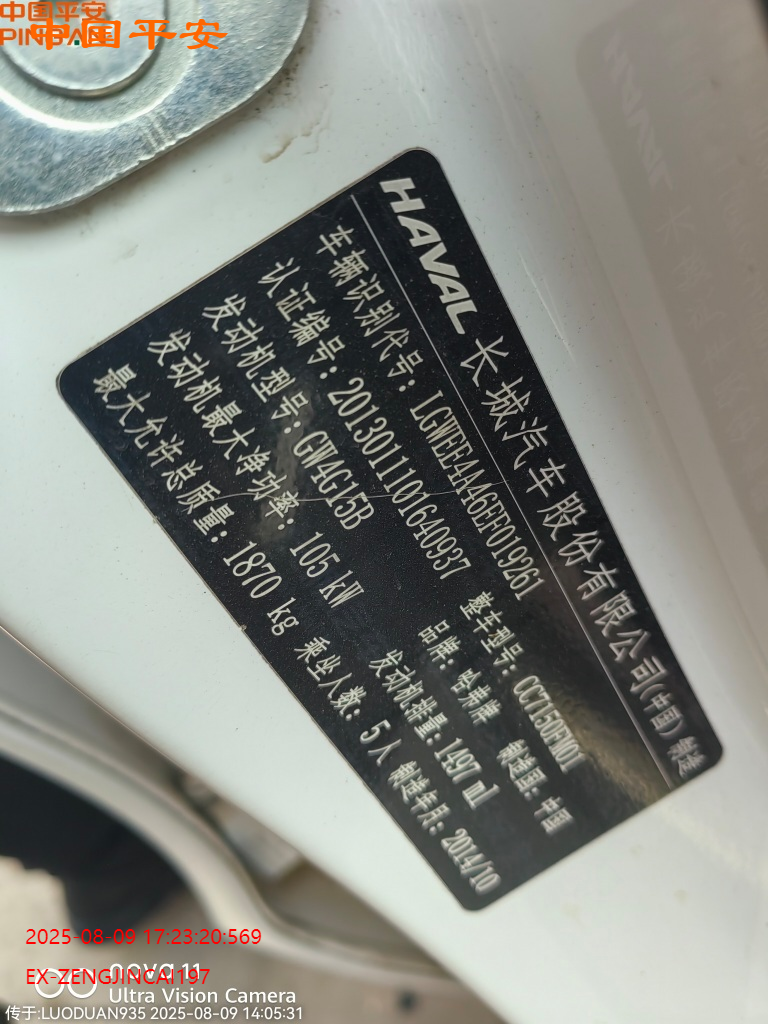 中国平安
PINGAN
中国平安
HAVAL 长城汽车股份有限公司(中国) 制造
车辆识别代号: LGWEE4A46EF019261
认证编号: 2013011101640937 整车型号: CC7150FM01
发动机型号: GW4G15B 品牌: 哈弗牌 制造国: 中国
发动机最大净功率: 105 kW 发动机排量: 1497 ml
最大允许总质量: 1870 kg 乘坐人数: 5人 制造年月: 2014/10
2025-08-09 17:23:20:569
EX-ZENGJINCAI197
nova 11
Ultra Vision Camera
传于:LUODUAN935 2025-08-09 14:05:31